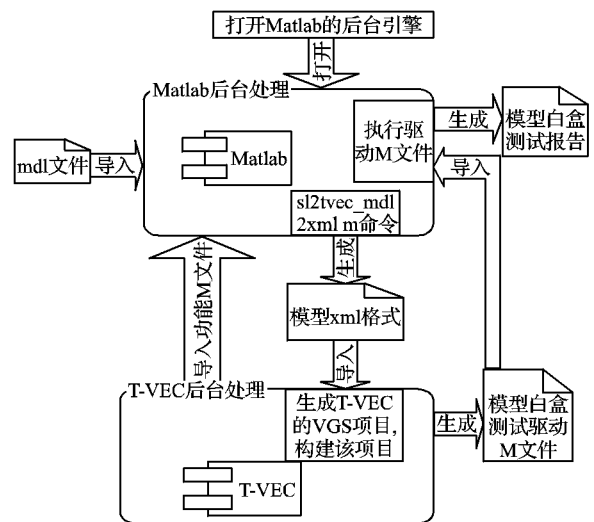 打开Matlab的后台引擎
打开
Matlab后台处理
mdl文件
导入
Matlab
执行驱
动M文件
生成
模型白盒
测试报告
导入
sl2tvec_mdl
2xml m命令
生成
导入功能M文件
模型xml格式
导入
T-VEC后台处理
生成T-VEC
的VGS项目,
构建该项目
生成
模型白盒
测试驱动
M文件
T-VEC